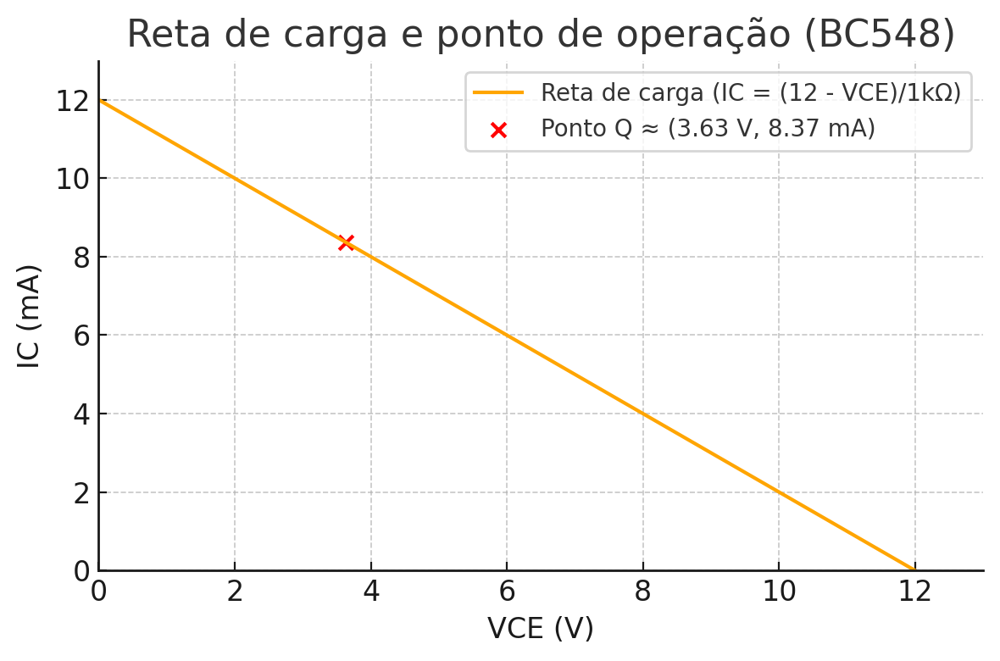 Reta de carga e ponto de operação (BC548)
Reta de carga (IC = (12 - VCE)/1kΩ)
Ponto Q ≈ (3.63 V, 8.37 mA)
12
10
8
6
4
2
0
IC (mA)
0 2 4 6 8 10 12
VCE (V)